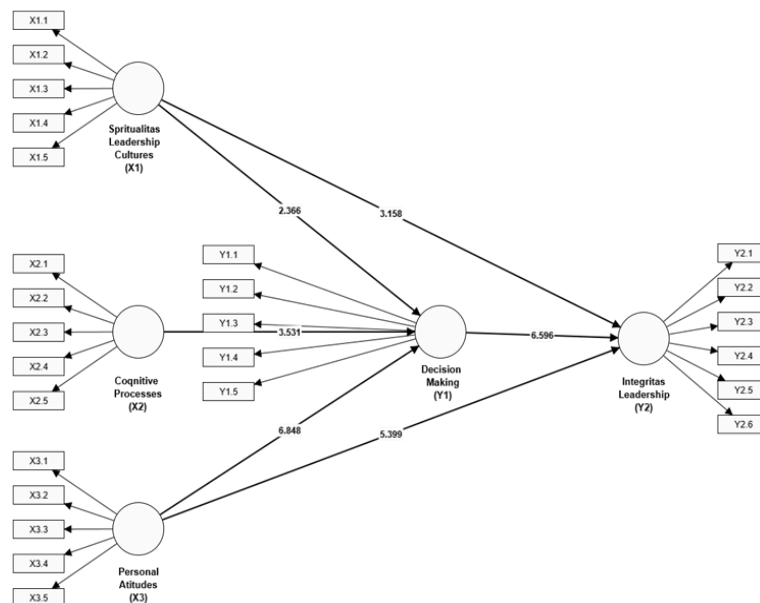 X1.1
X1.2
X1.3
X1.4
X1.5
Spritualitas
Leadership
Cultures
(X1)
2.366
3.158
X2.1
X2.2
X2.3
X2.4
X2.5
Coqnitive
Processes
(X2)
Y1.1
Y1.2
Y1.3
Y1.4
Y1.5
3.531
Decision
Making
(Y1)
6.596
Integritas
Leadership
(Y2)
Y2.1
Y2.2
Y2.3
Y2.4
Y2.5
Y2.6
6.848
5.399
X3.1
X3.2
X3.3
X3.4
X3.5
Personal
Atitudes
(X3)